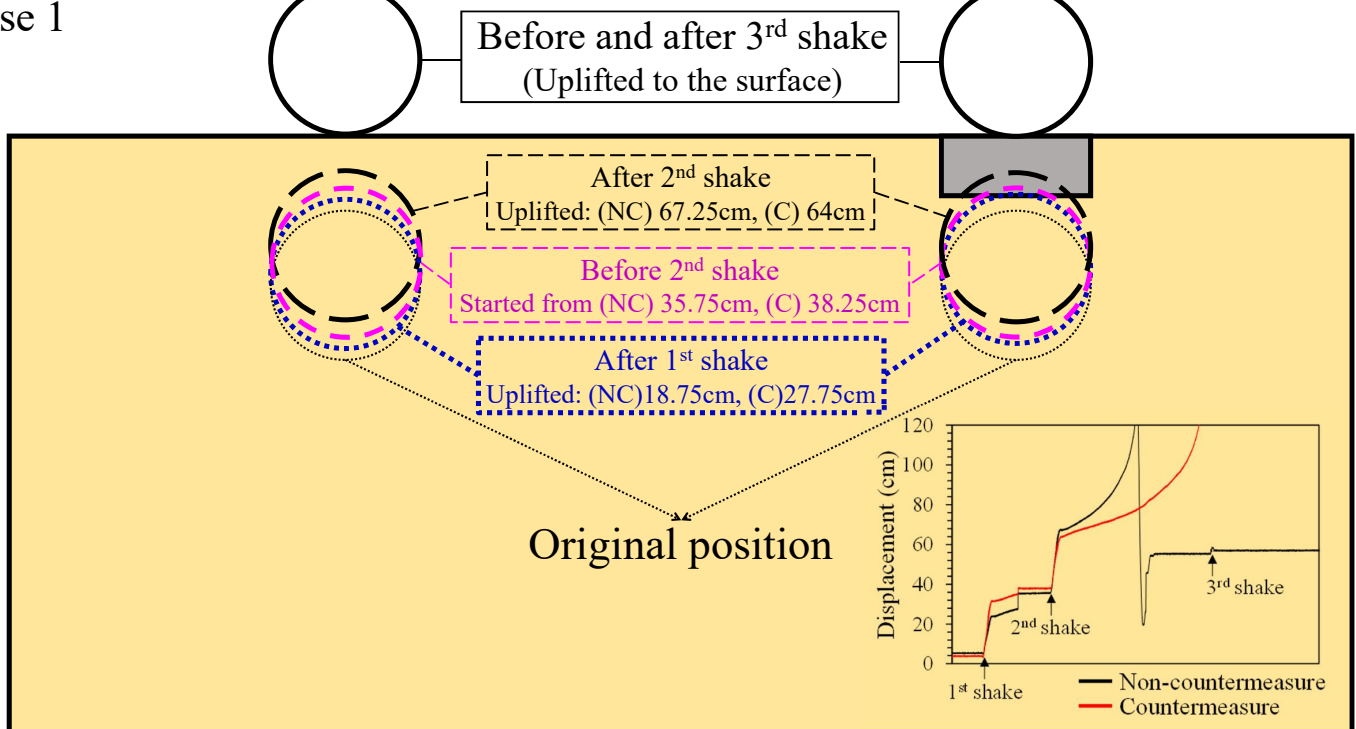 se 1
Before and after 3rd shake
(Uplifted to the surface)
After 2nd shake
Uplifted: (NC) 67.25cm, (C) 64cm
Before 2nd shake
Started from (NC) 35.75cm, (C) 38.25cm
After 1st shake
Uplifted: (NC)18.75cm, (C)27.75cm
Original position
Displacement (cm)
120
100
80
60
40
20
0
1st shake
2nd shake
3rd shake
Non-countermeasure
Countermeasure